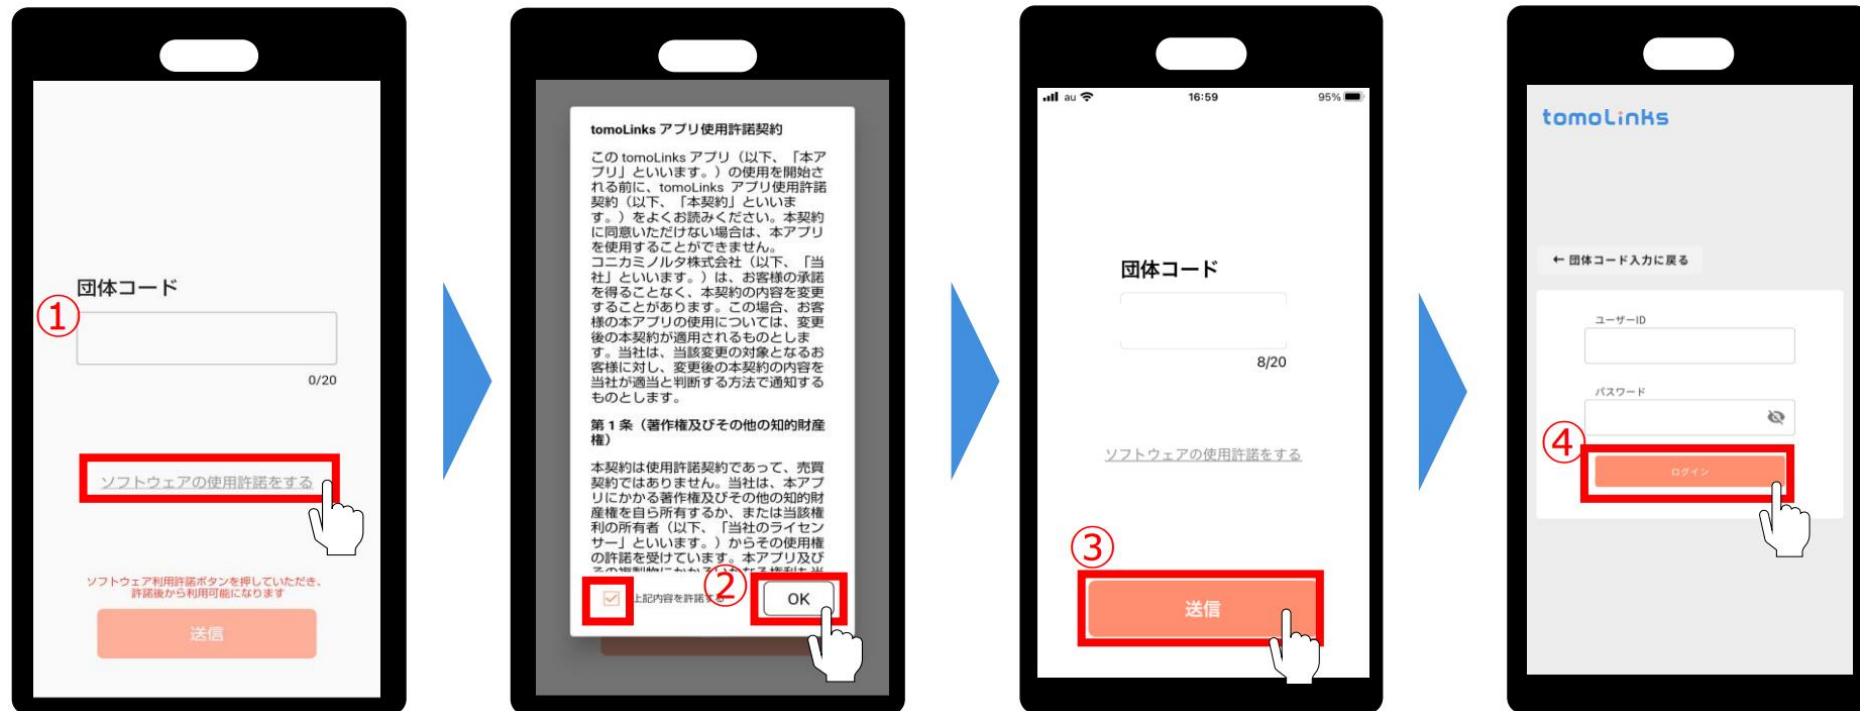 団体コード
①
0/20
ソフトウェアの使用許諾をする
ソフトウェア利用許諾ボタンを押していただき、
許諾後から利用可能になります
送信
tomoLinks アプリ使用許諾契約
この tomoLinks アプリ（以下、「本ア
プリ」といいます。）の使用を開始さ
れる前に、tomoLinks アプリ使用許諾
契約（以下、「本契約」といいま
す。）をよくお読みください。本契約
に同意いただけない場合は、本アプリ
を使用することができません。
コニカミノルタ株式会社（以下、「当
社」といいます。）は、お客様の承諾
を得ることなく、本契約の内容を変更
することがあります。この場合、お客
様の本アプリの使用については、変更
後の本契約が適用されるものとしま
す。当社は、当該変更の対象となるお
客様に対し、変更後の本契約の内容を
当社が適当と判断する方法で通知する
ものとします。
第 1 条（著作権及びその他の知的財産
権）
本契約は使用許諾契約であって、売買
契約ではありません。当社は、本アプ
リにかかる著作権及びその他の知的財
産権を自ら所有するか、または当該権
利の所有者（以下、「当社のライセン
サー」といいます。）からその使用権
の許諾を受けています。本アプリ及び
上記内容を許諾する
②
OK
au
16:59
95%
団体コード
8/20
ソフトウェアの使用許諾をする
③
送信
tomoLinks
← 団体コード入力に戻る
ユーザーID
パスワード
④
ログイン